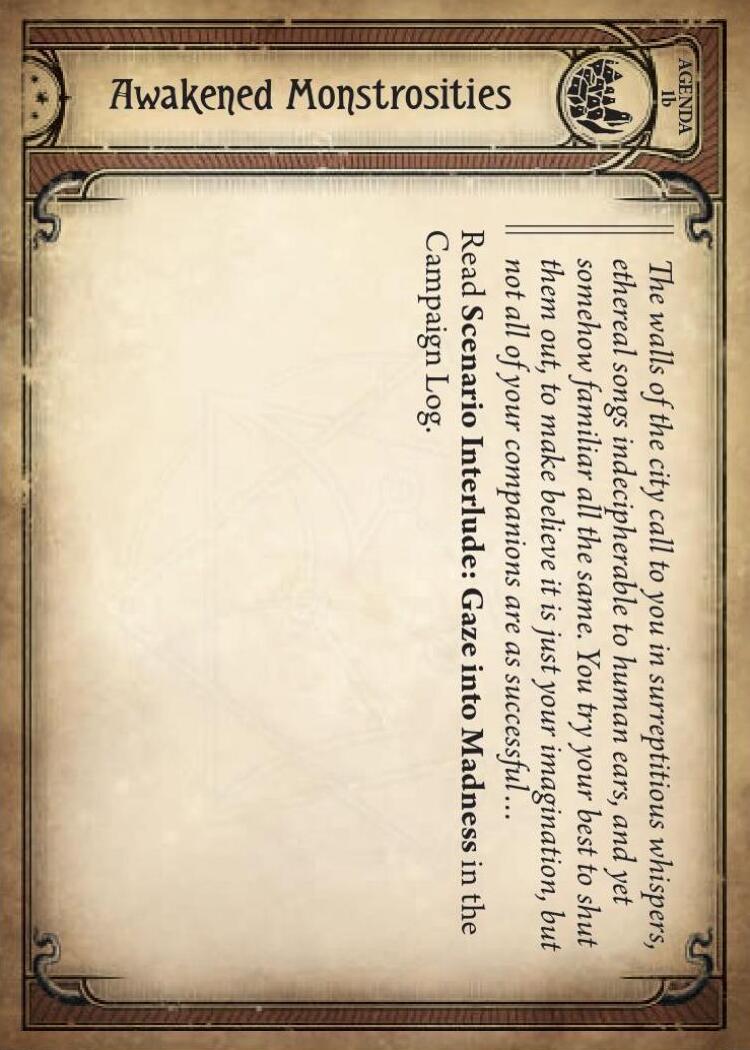 AGENDA
1b
Awakened Monstrosities
The walls of the city call to you in surreptitious whispers,
ethereal songs indecipherable to human ears, and yet
somehow familiar all the same. You try your best to shut
them out, to make believe it is just your imagination, but
not all of your companions are as successful…
Read Scenario Interlude: Gaze into Madness in the
Campaign Log.